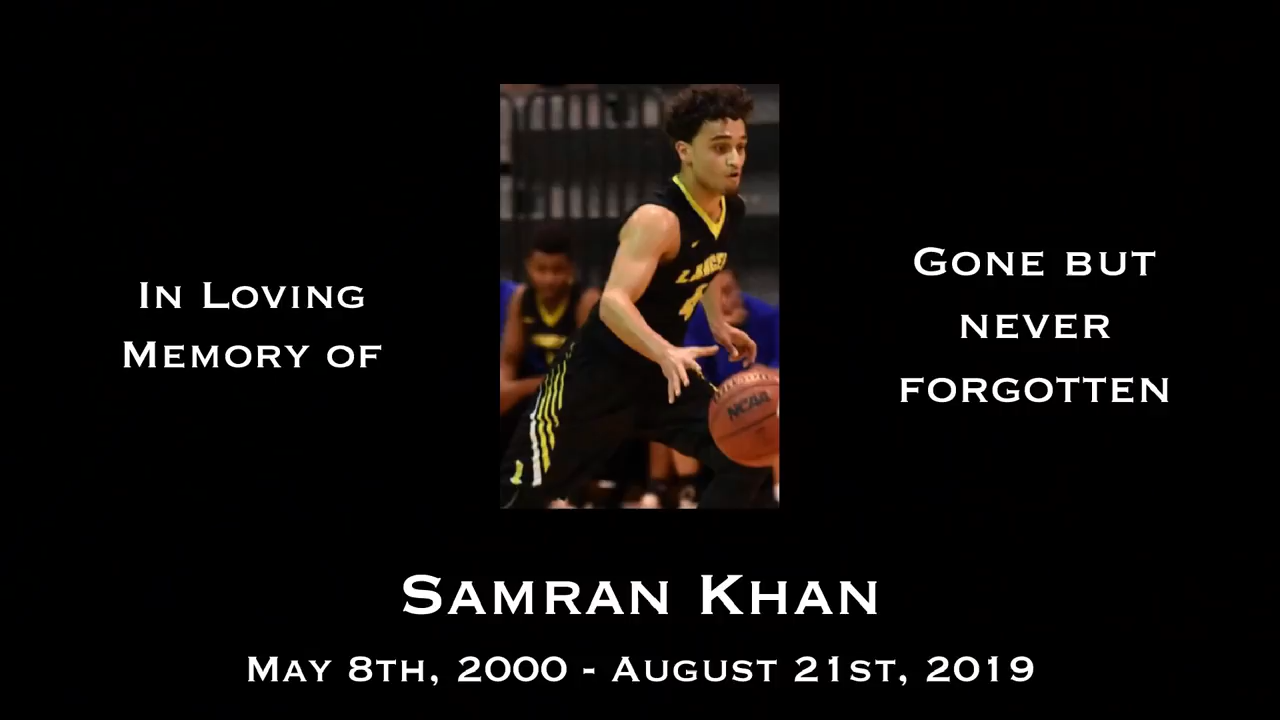 In Loving
Memory of
Gone but
never
forgotten
NCAA
Samran Khan
May 8th, 2000 - August 21st, 2019